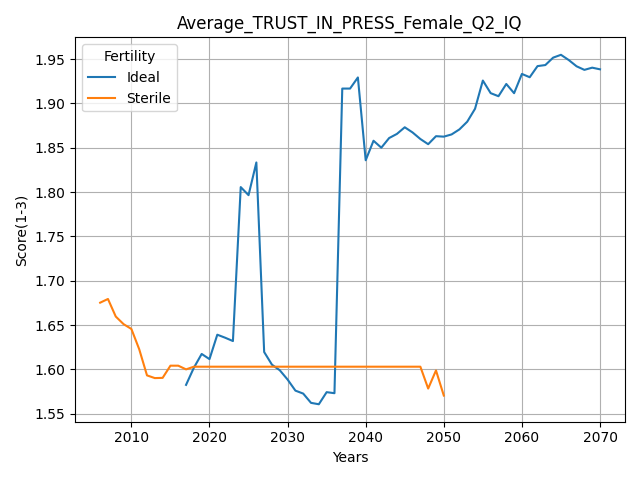 Average_TRUST_IN_PRESS_Female_Q2_IQ
Fertility
Ideal
Sterile
Score(1-3)
1.95
1.90
1.85
1.80
1.75
1.70
1.65
1.60
1.55
2010 2020 2030 2040 2050 2060 2070
Years